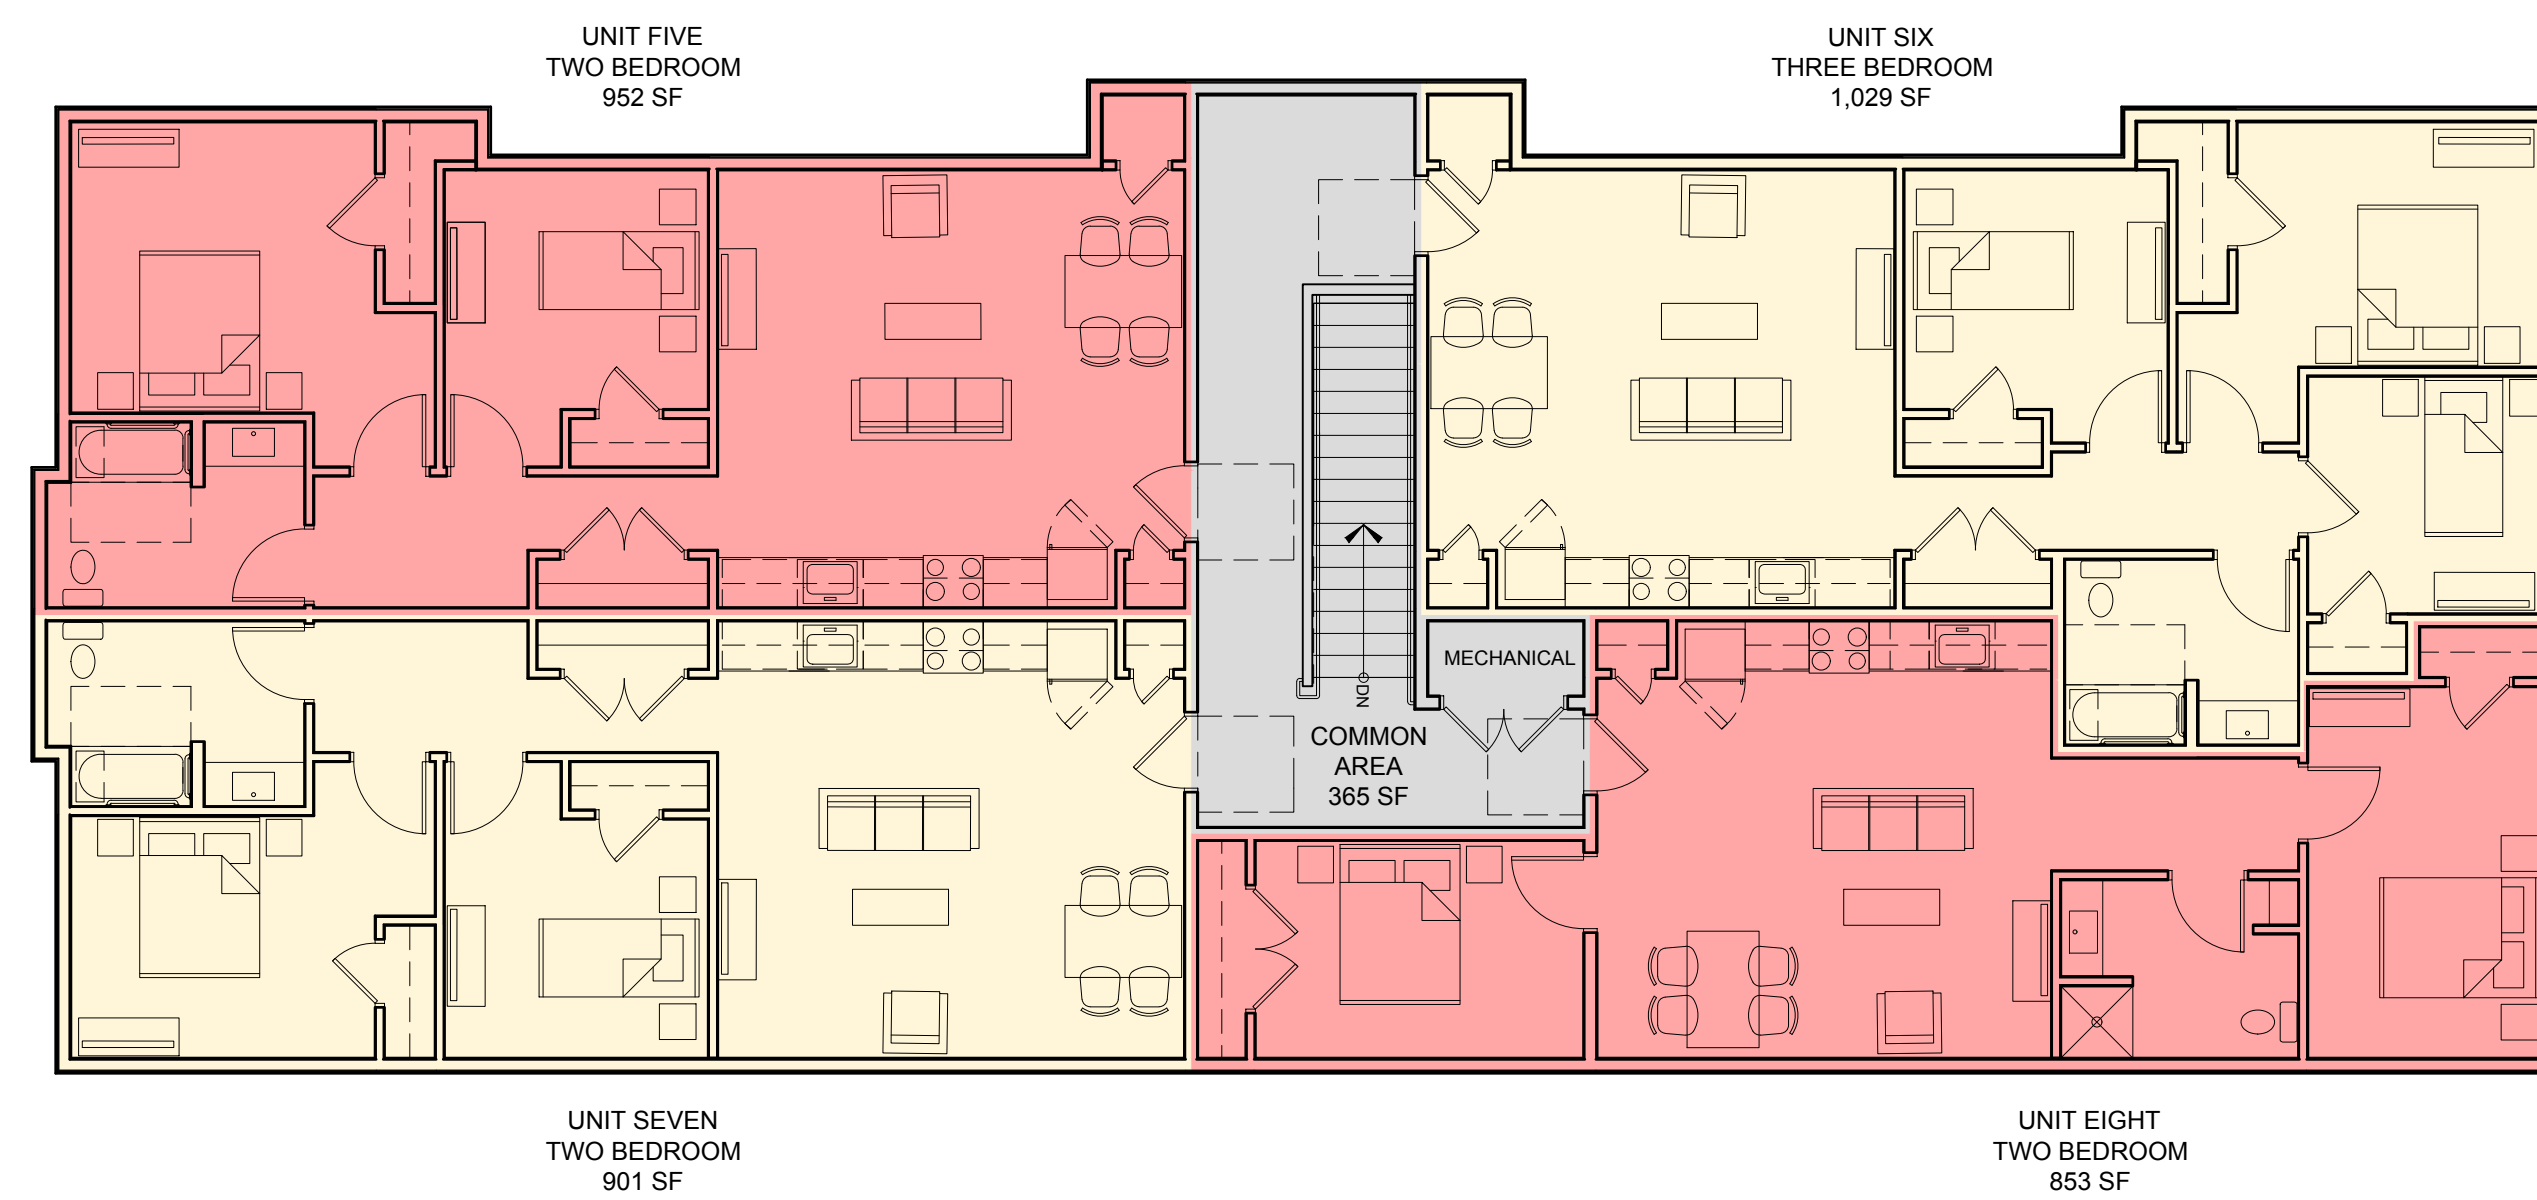 UNIT FIVE
TWO BEDROOM
952 SF
UNIT SIX
THREE BEDROOM
1,029 SF
MECHANICAL
DN
COMMON
AREA
365 SF
UNIT SEVEN
TWO BEDROOM
901 SF
UNIT EIGHT
TWO BEDROOM
853 SF